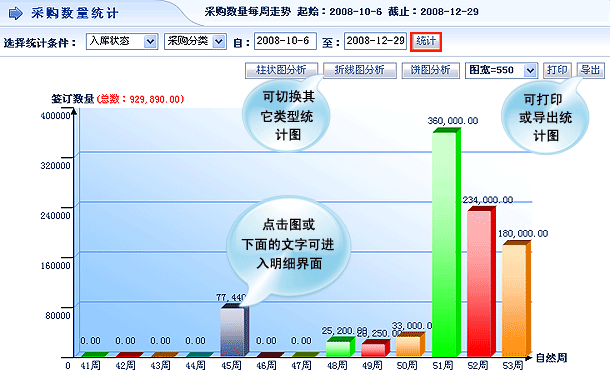 采购数量统计
采购数量每周走势 起始：2008-10-6 截止：2008-12-29
选择统计条件： 入库状态 采购分类 自： 2008-10-6 至： 2008-12-29 统计
柱状图分析 折线图分析 饼图分析 图宽=550 打印 导出
可切换其
它类型统
计图
可打印
或导出统
计图
签订数量(总数：929,890.00)
400000
320000
240000
160000
80000
0
点击图或
下面的文字可进
入明细界面
0.00 0.00 0.00 0.00 77,440 0.00 0.00 25,200.00 33,000.00 360,000.00 234,000.00 180,000.00
41周 42周 43周 44周 45周 46周 47周 48周 49周 50周 51周 52周 53周
自然周